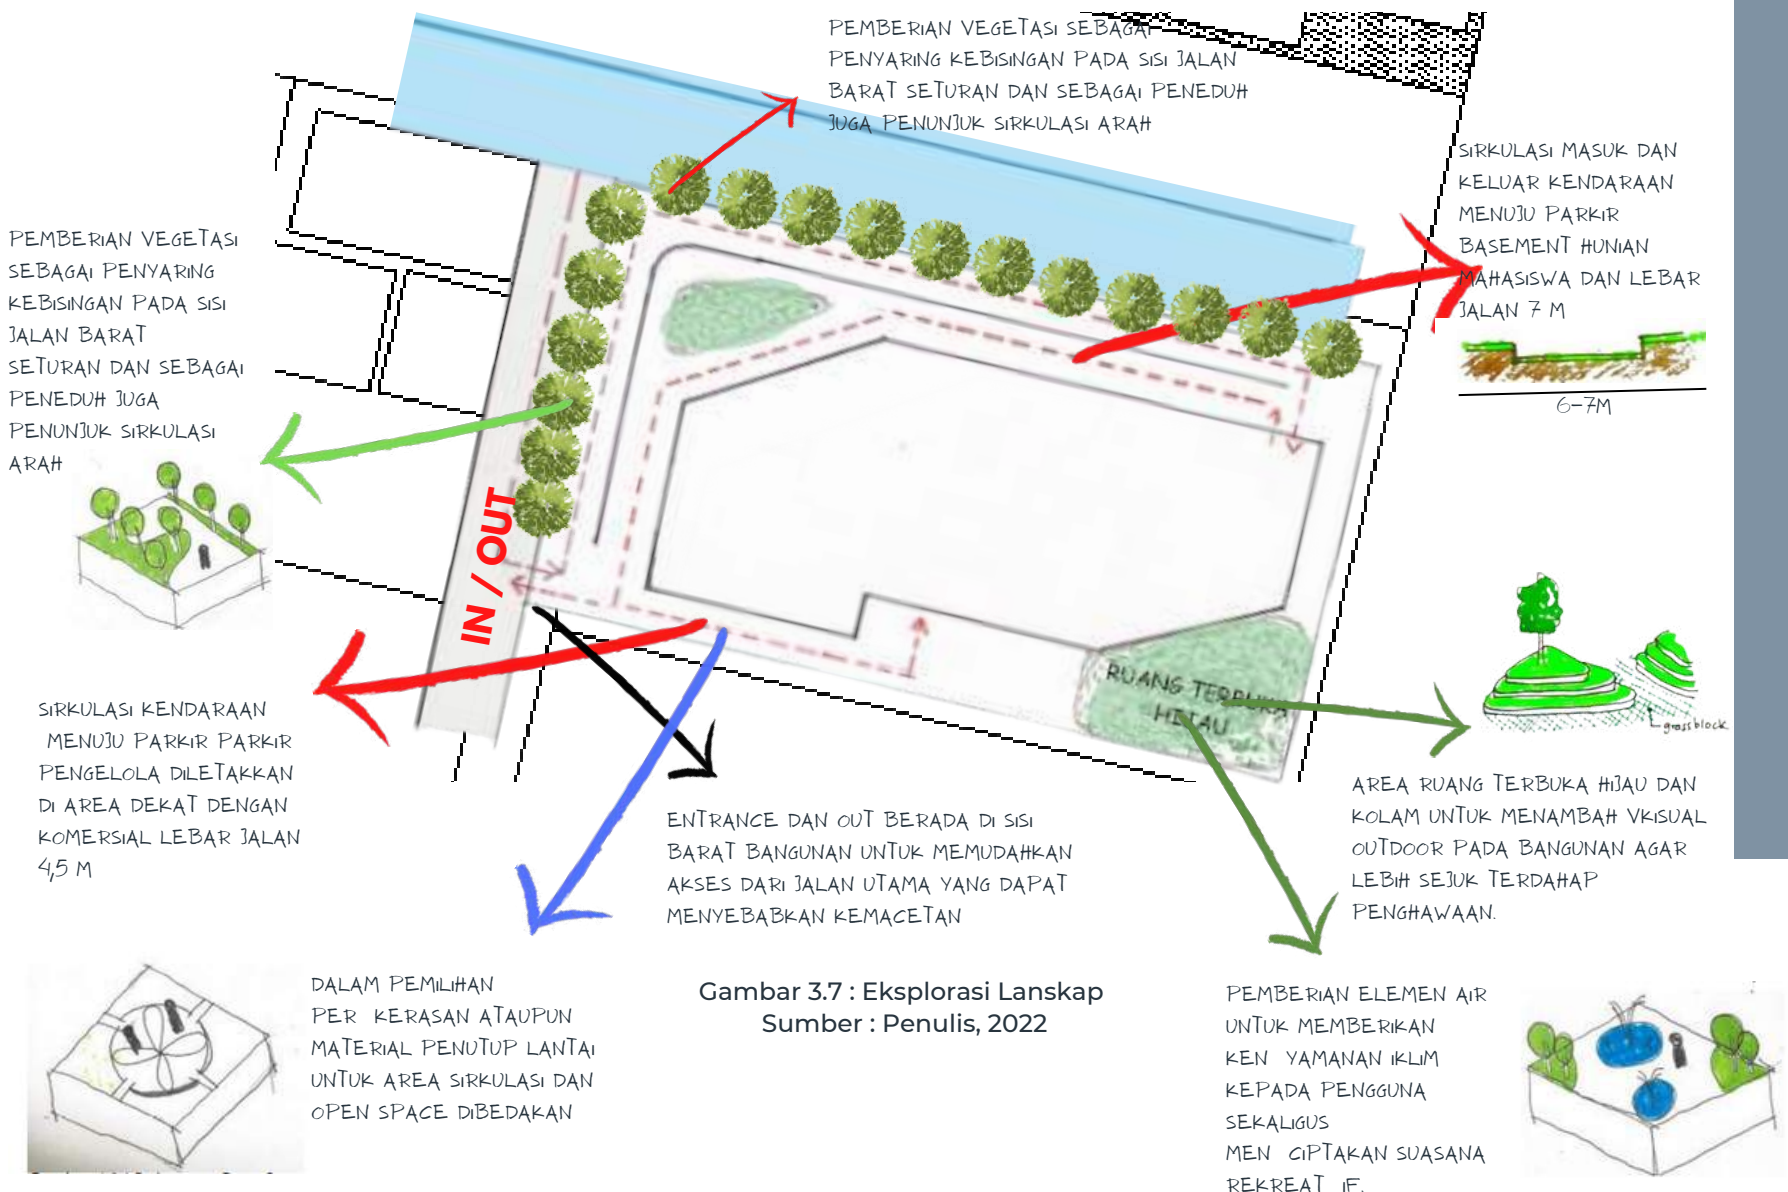 PEMBERIAN VEGETASI SEBAGAI
PENYARING KEBISINGAN PADA SISI JALAN
BARAT SETURAN DAN SEBAGAI PENEDUH
JUGA PENUNJUK SIRKULASI ARAH
SIRKULASI MASUK DAN
KELUAR KENDARAAN
MENUJU PARKIR
BASEMENT HUNIAN
MAHASISWA DAN LEBAR
JALAN 7 M
6-7M
PEMBERIAN VEGETASI
SEBAGAI PENYARING
KEBISINGAN PADA SISI
JALAN BARAT
SETURAN DAN SEBAGAI
PENEDUH JUGA
PENUNJUK SIRKULASI
ARAH
IN / OUT
RUANG TERBUKA
HIJAU
grassblock
SIRKULASI KENDARAAN
MENUJU PARKIR PARKIR
PENGELOLA DILETAKKAN
DI AREA DEKAT DENGAN
KOMERSIAL LEBAR JALAN
4,5 M
ENTRANCE DAN OUT BERADA DI SISI
BARAT BANGUNAN UNTUK MEMUDAHKAN
AKSES DARI JALAN UTAMA YANG DAPAT
MENYEBABKAN KEMACETAN
AREA RUANG TERBUKA HIJAU DAN
KOLAM UNTUK MENAMBAH VKISUAL
OUTDOOR PADA BANGUNAN AGAR
LEBIH SEJUK TERDAHAP
PENGHAWAAN.
DALAM PEMILIHAN
PER KERASAN ATAUPUN
MATERIAL PENUTUP LANTAI
UNTUK AREA SIRKULASI DAN
OPEN SPACE DIBEDAKAN
Gambar 3.7 : Eksplorasi Lanskap
Sumber : Penulis, 2022
PEMBERIAN ELEMEN AIR
UNTUK MEMBERIKAN
KEN YAMANAN IKLIM
KEPADA PENGGUNA
SEKALIGUS
MEN CIPTAKAN SUASANA
REKREAT IF.